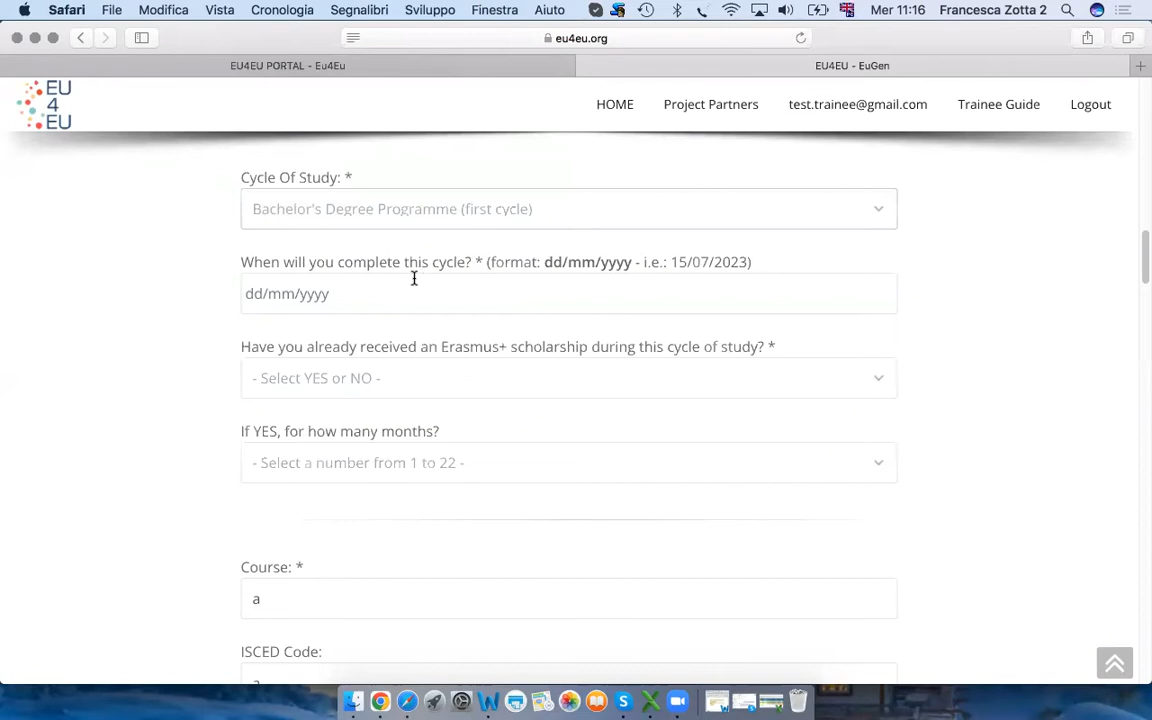 Safari File Modifica Vista Cronologia Segnalibri Sviluppo Finestra Aiuto Mer 11:16 Francesca Zotta 2
eu4eu.org
EU4EU PORTAL - Eu4Eu EU4EU - EuGen
EU
4
EU
HOME Project Partners test.trainee@gmail.com Trainee Guide Logout
Cycle Of Study: *
Bachelor's Degree Programme (first cycle)
When will you complete this cycle? * (format: dd/mm/yyyy - i.e.: 15/07/2023)
dd/mm/yyyy
Have you already received an Erasmus+ scholarship during this cycle of study? *
- Select YES or NO -
If YES, for how many months?
- Select a number from 1 to 22 -
Course: *
a
ISCED Code:
a